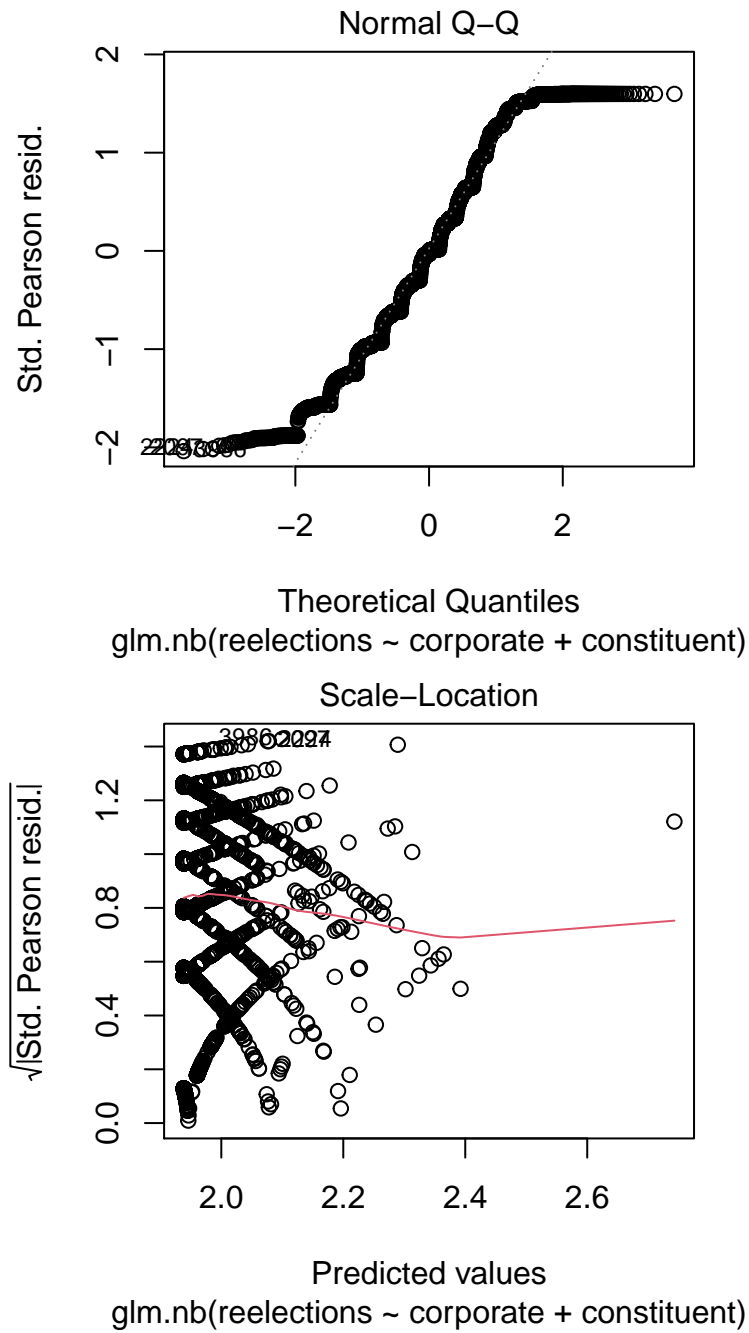 Normal Q−Q
Std. Pearson resid.
2
1
0
−1
−2
−2 0 2
Theoretical Quantiles
glm.nb(reelections ~ corporate + constituent)
Scale−Location
3986
√|Std. Pearson resid.|
1.2
0.8
0.4
0.0
2.0 2.2 2.4 2.6
Predicted values
glm.nb(reelections ~ corporate + constituent)